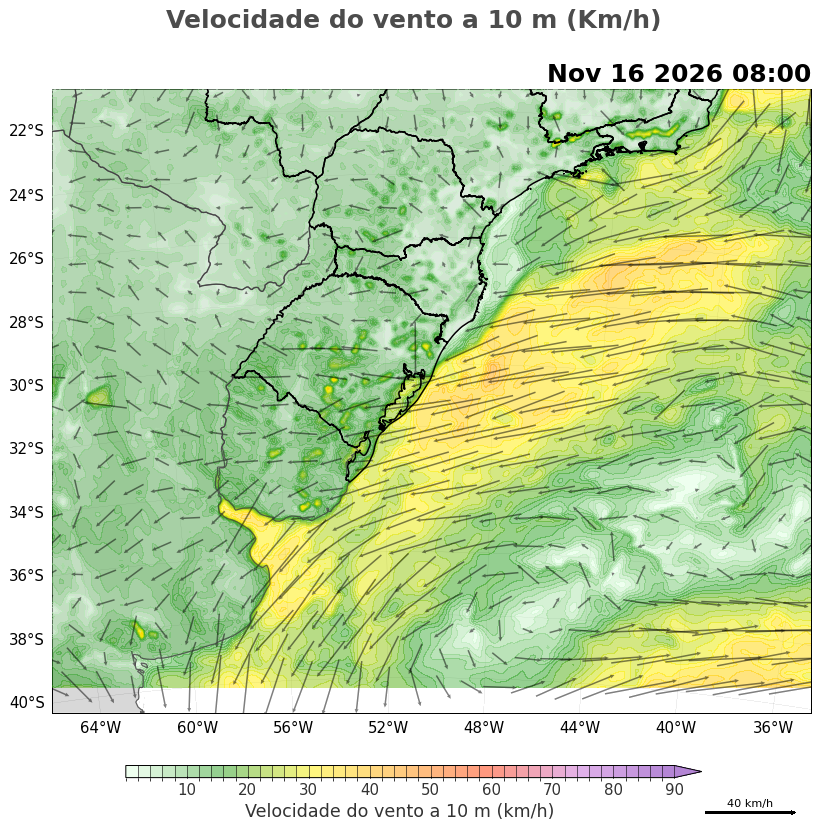 Velocidade do vento a 10 m (Km/h)
Nov 16 2026 08:00
22°S
24°S
26°S
28°S
30°S
32°S
34°S
36°S
38°S
40°S
64°W 60°W 56°W 52°W 48°W 44°W 40°W 36°W
10 20 30 40 50 60 70 80 90
Velocidade do vento a 10 m (km/h)
40 km/h